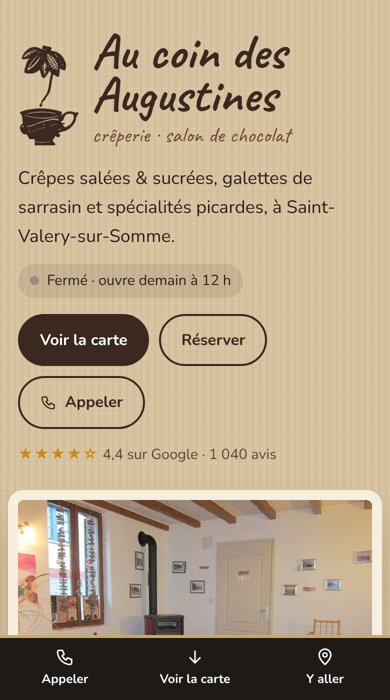 Au coin des
Augustines
crêperie · salon de chocolat
Crêpes salées & sucrées, galettes de
sarrasin et spécialités picardes, à Saint-
Valery-sur-Somme.
Fermé · ouvre demain à 12 h
Voir la carte
Réserver
Appeler
4,4 sur Google · 1 040 avis
Appeler
Voir la carte
Y aller